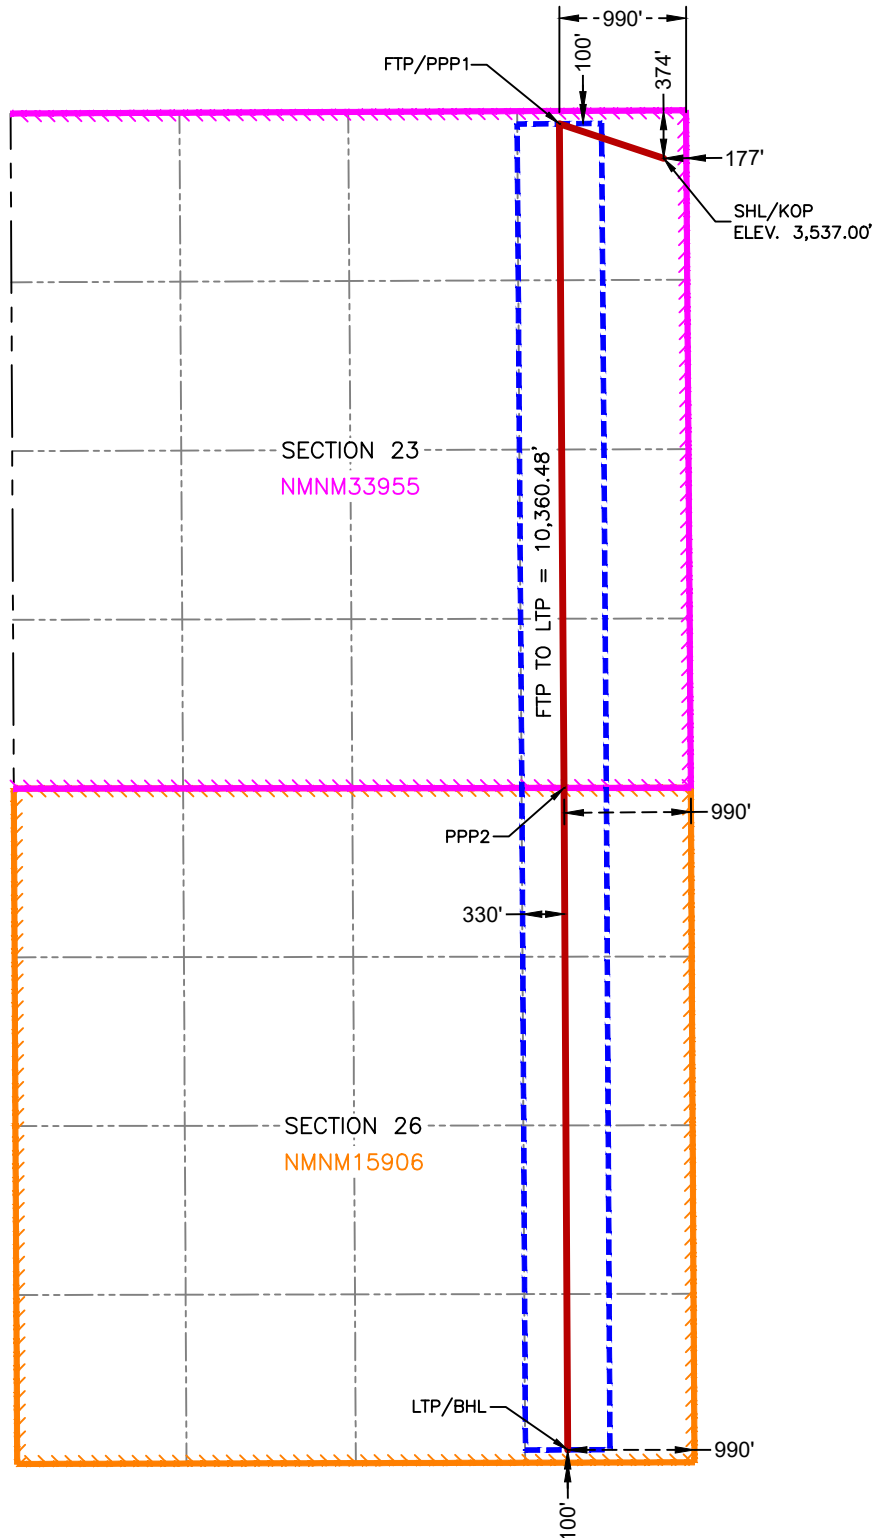 990'
100'
374'
FTP/PPP1
177'
SHL/KOP
ELEV. 3,537.00'
SECTION 23
NMNM33955
FTP TO LTP = 10,360.48'
990'
PPP2
330'
SECTION 26
NMNM15906
LTP/BHL
990'
100'